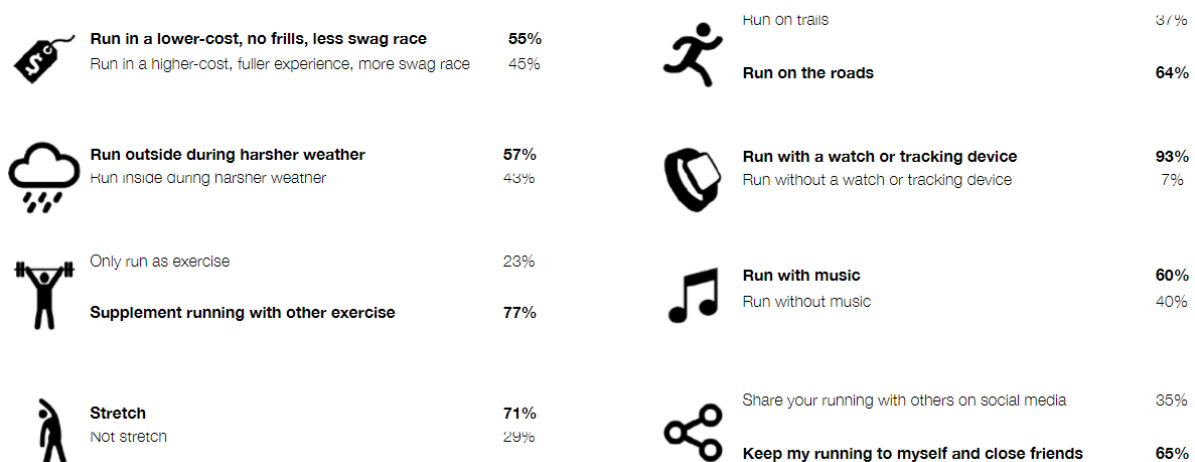 Run in a lower-cost, no frills, less swag race 55%
Run in a higher-cost, fuller experience, more swag race 45%
Run outside during harsher weather 57%
Run inside during harsher weather 43%
Only run as exercise 23%
Supplement running with other exercise 77%
Stretch 71%
Not stretch 29%
Run on trails 37%
Run on the roads 64%
Run with a watch or tracking device 93%
Run without a watch or tracking device 7%
Run with music 60%
Run without music 40%
Share your running with others on social media 35%
Keep my running to myself and close friends 65%